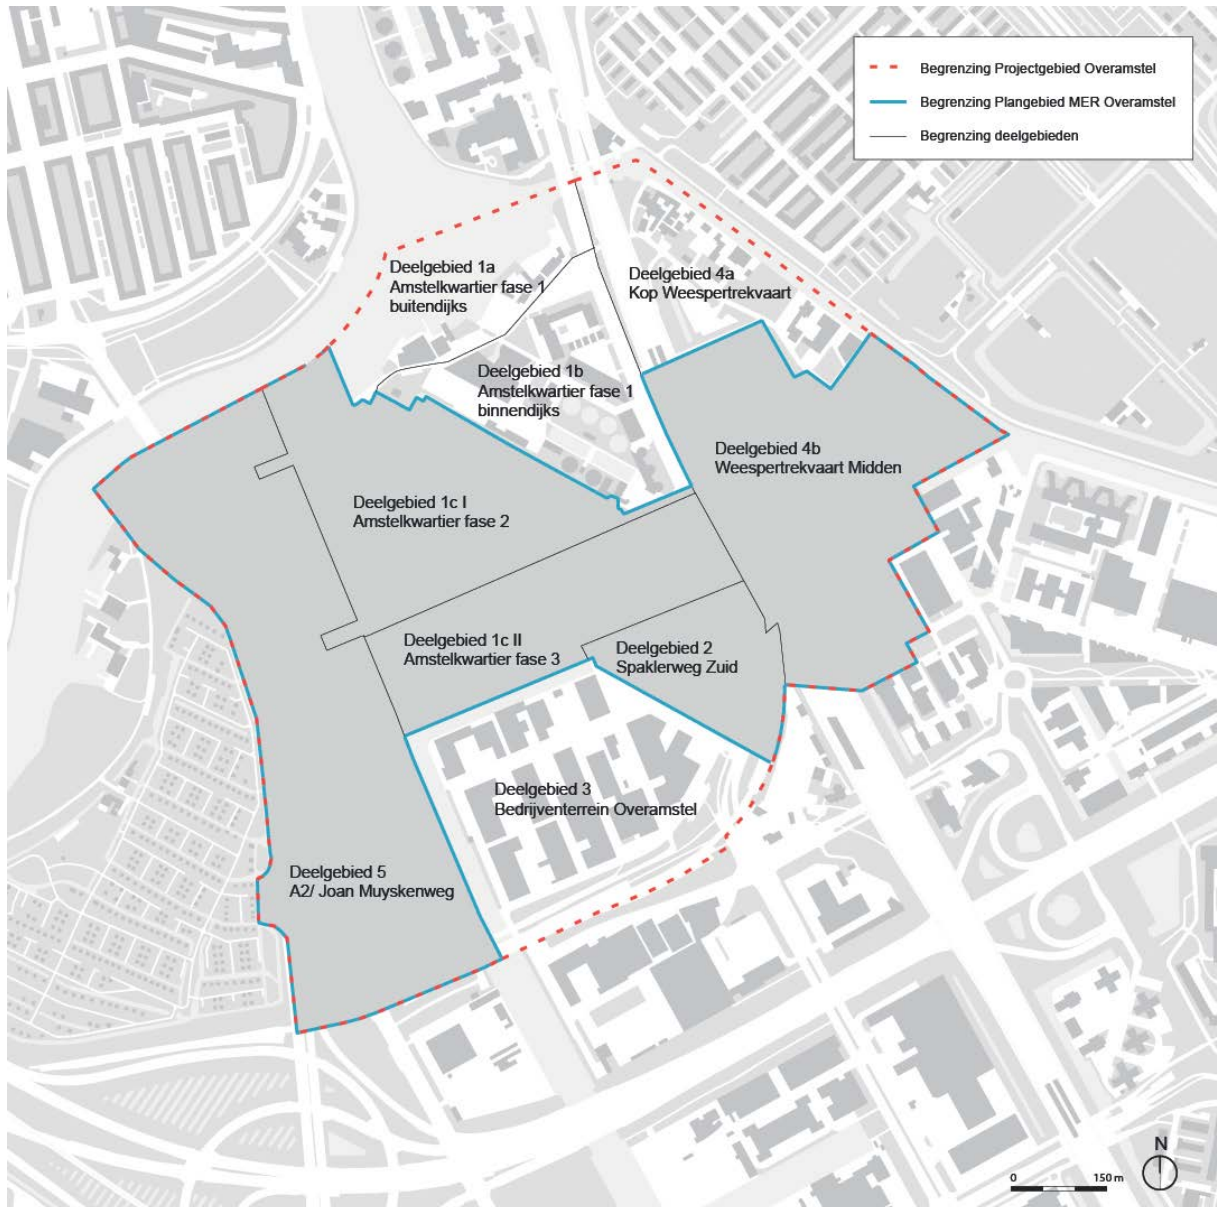 Begrenzing Projectgebied Overamstel
Begrenzing Plangebied MER Overamstel
Begrenzing deelgebieden
Deelgebied 1a
Amstelkwartier fase 1
buitendijks
Deelgebied 4a
Kop Weespertrekvaart
Deelgebied 1b
Amstelkwartier fase 1
binnendijks
Deelgebied 4b
Weespertrekvaart Midden
Deelgebied 1c I
Amstelkwartier fase 2
Deelgebied 1c II
Amstelkwartier fase 3
Deelgebied 2
Spaklerweg Zuid
Deelgebied 3
Bedrijventerrein Overamstel
Deelgebied 5
A2/ Joan Muyskenweg
N
0 150 m